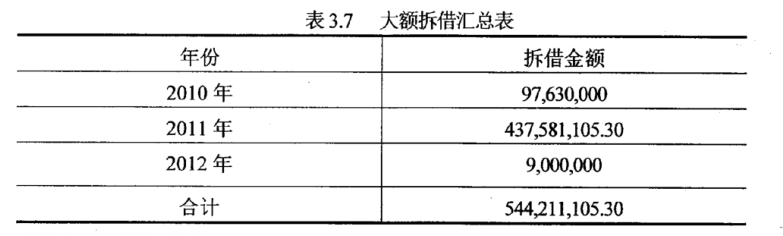 表3.7 大额拆借汇总表
年份 拆借金额
2010年 97,630,000
2011年 437,581,105.30
2012年 9,000,000
合计 544,211,105.30